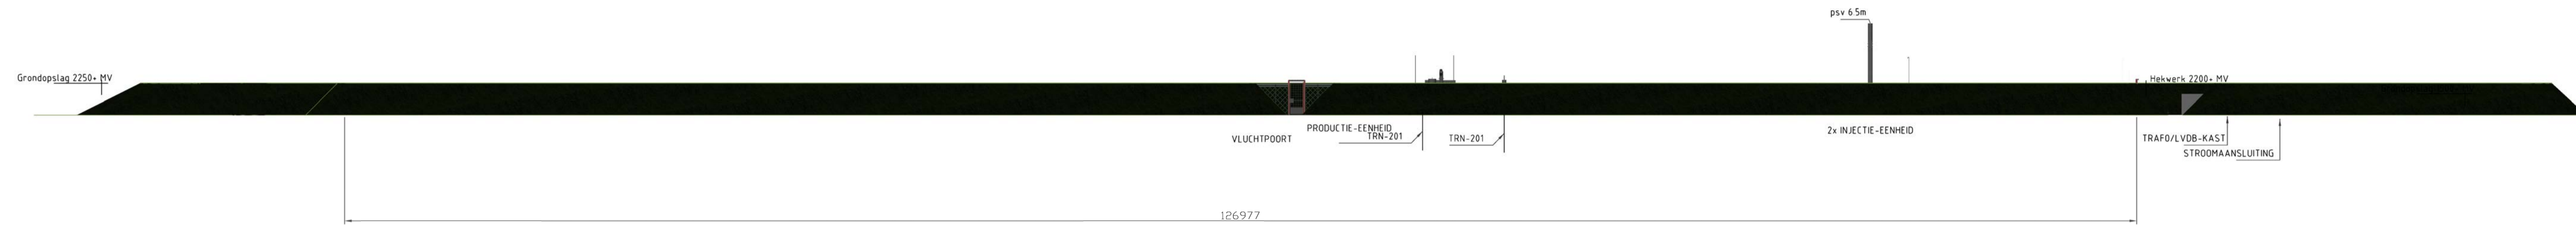 psv 6.5m
Grondopslag 2250+ MV
Hekwerk 2200+ MV
VLUCHTPOORT
PRODUCTIE-EENHEID
TRN-201
TRN-201
2x INJECTIE-EENHEID
TRAFO/LVDB-KAST
STROOMAANSLUITING
126977